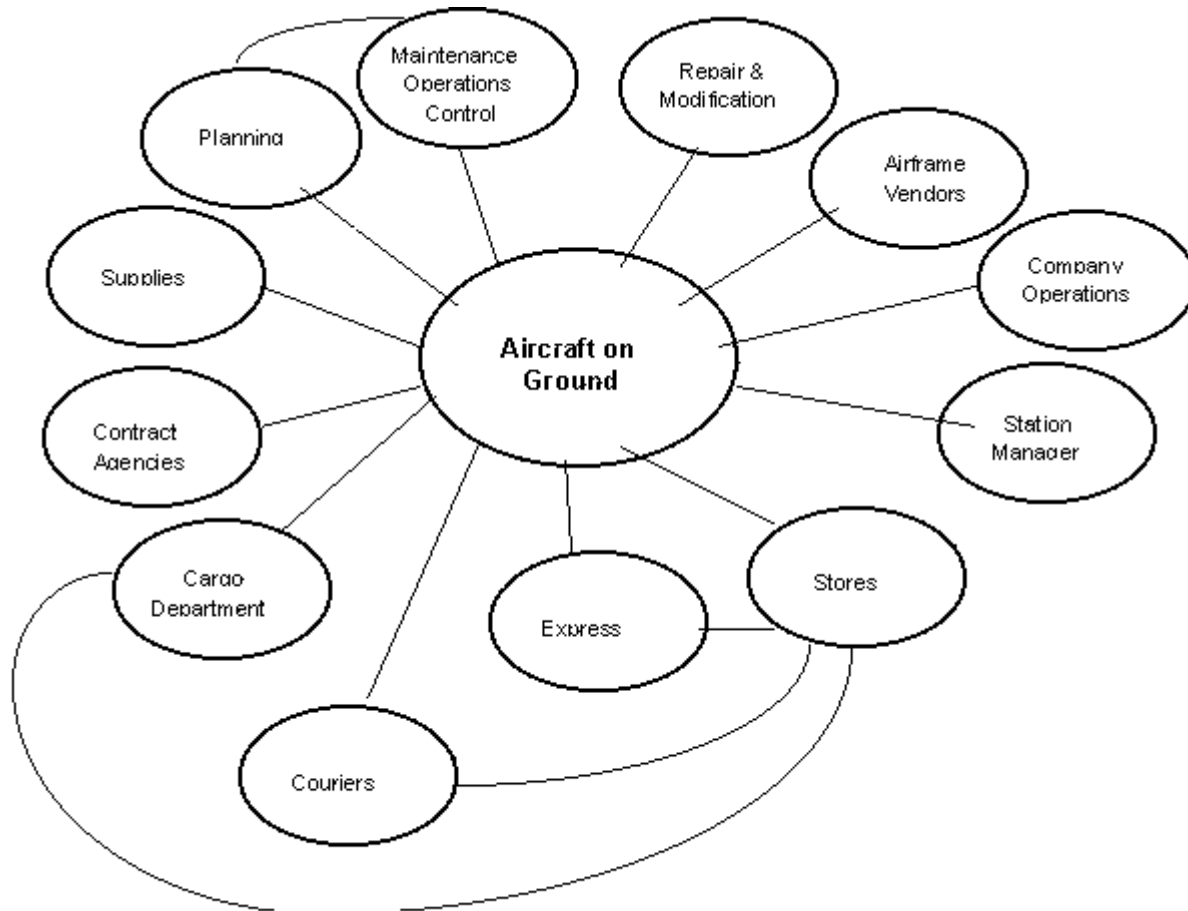 Maintenance
Operations
Control
Repair &
Modification
Planning
Airframe
Vendors
Supplies
Company
Operations
Aircraft on
Ground
Contract
Agencies
Station
Manager
Cargo
Department
Express
Stores
Couriers